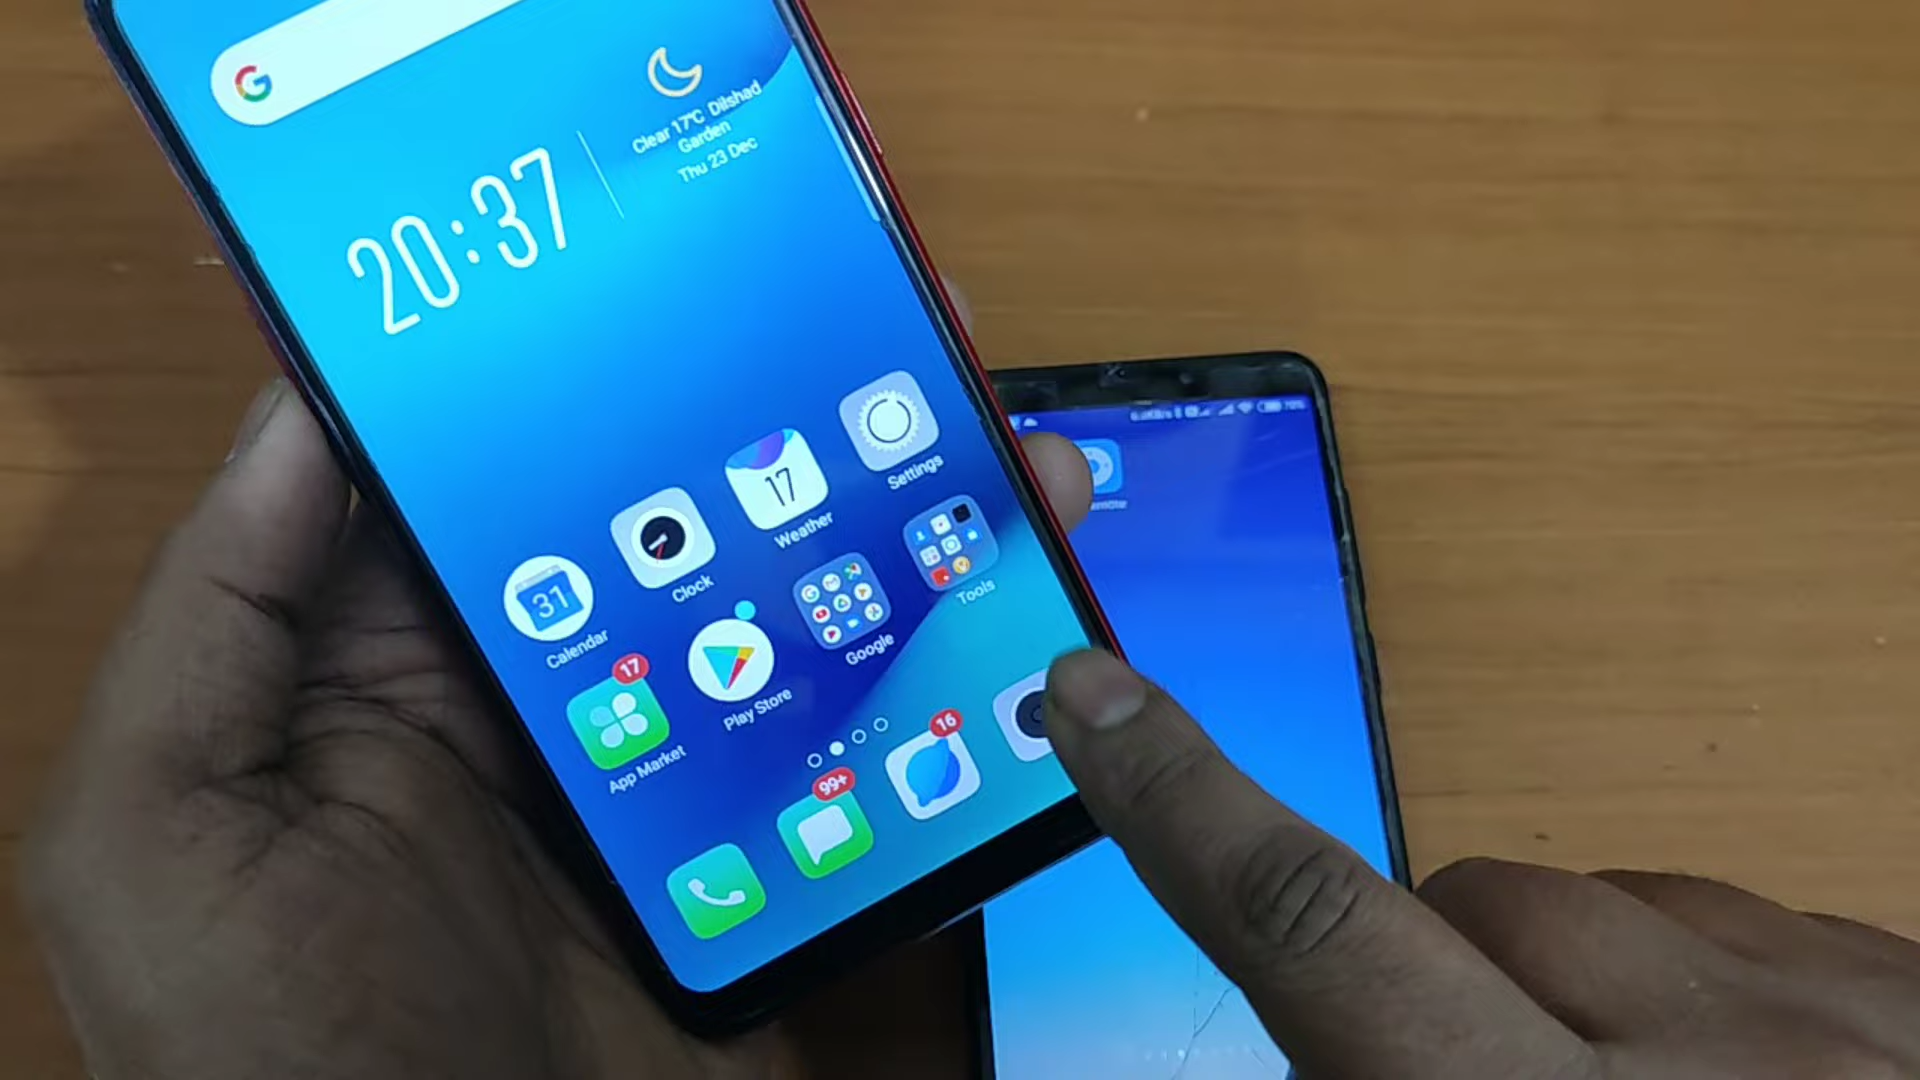 G
20:37
Clear 17°C Dilshad
Garden
Thu 23 Dec
31
Calendar
Clock
17
Weather
Settings
17
App Market
Play Store
Google
Tools
99+
16